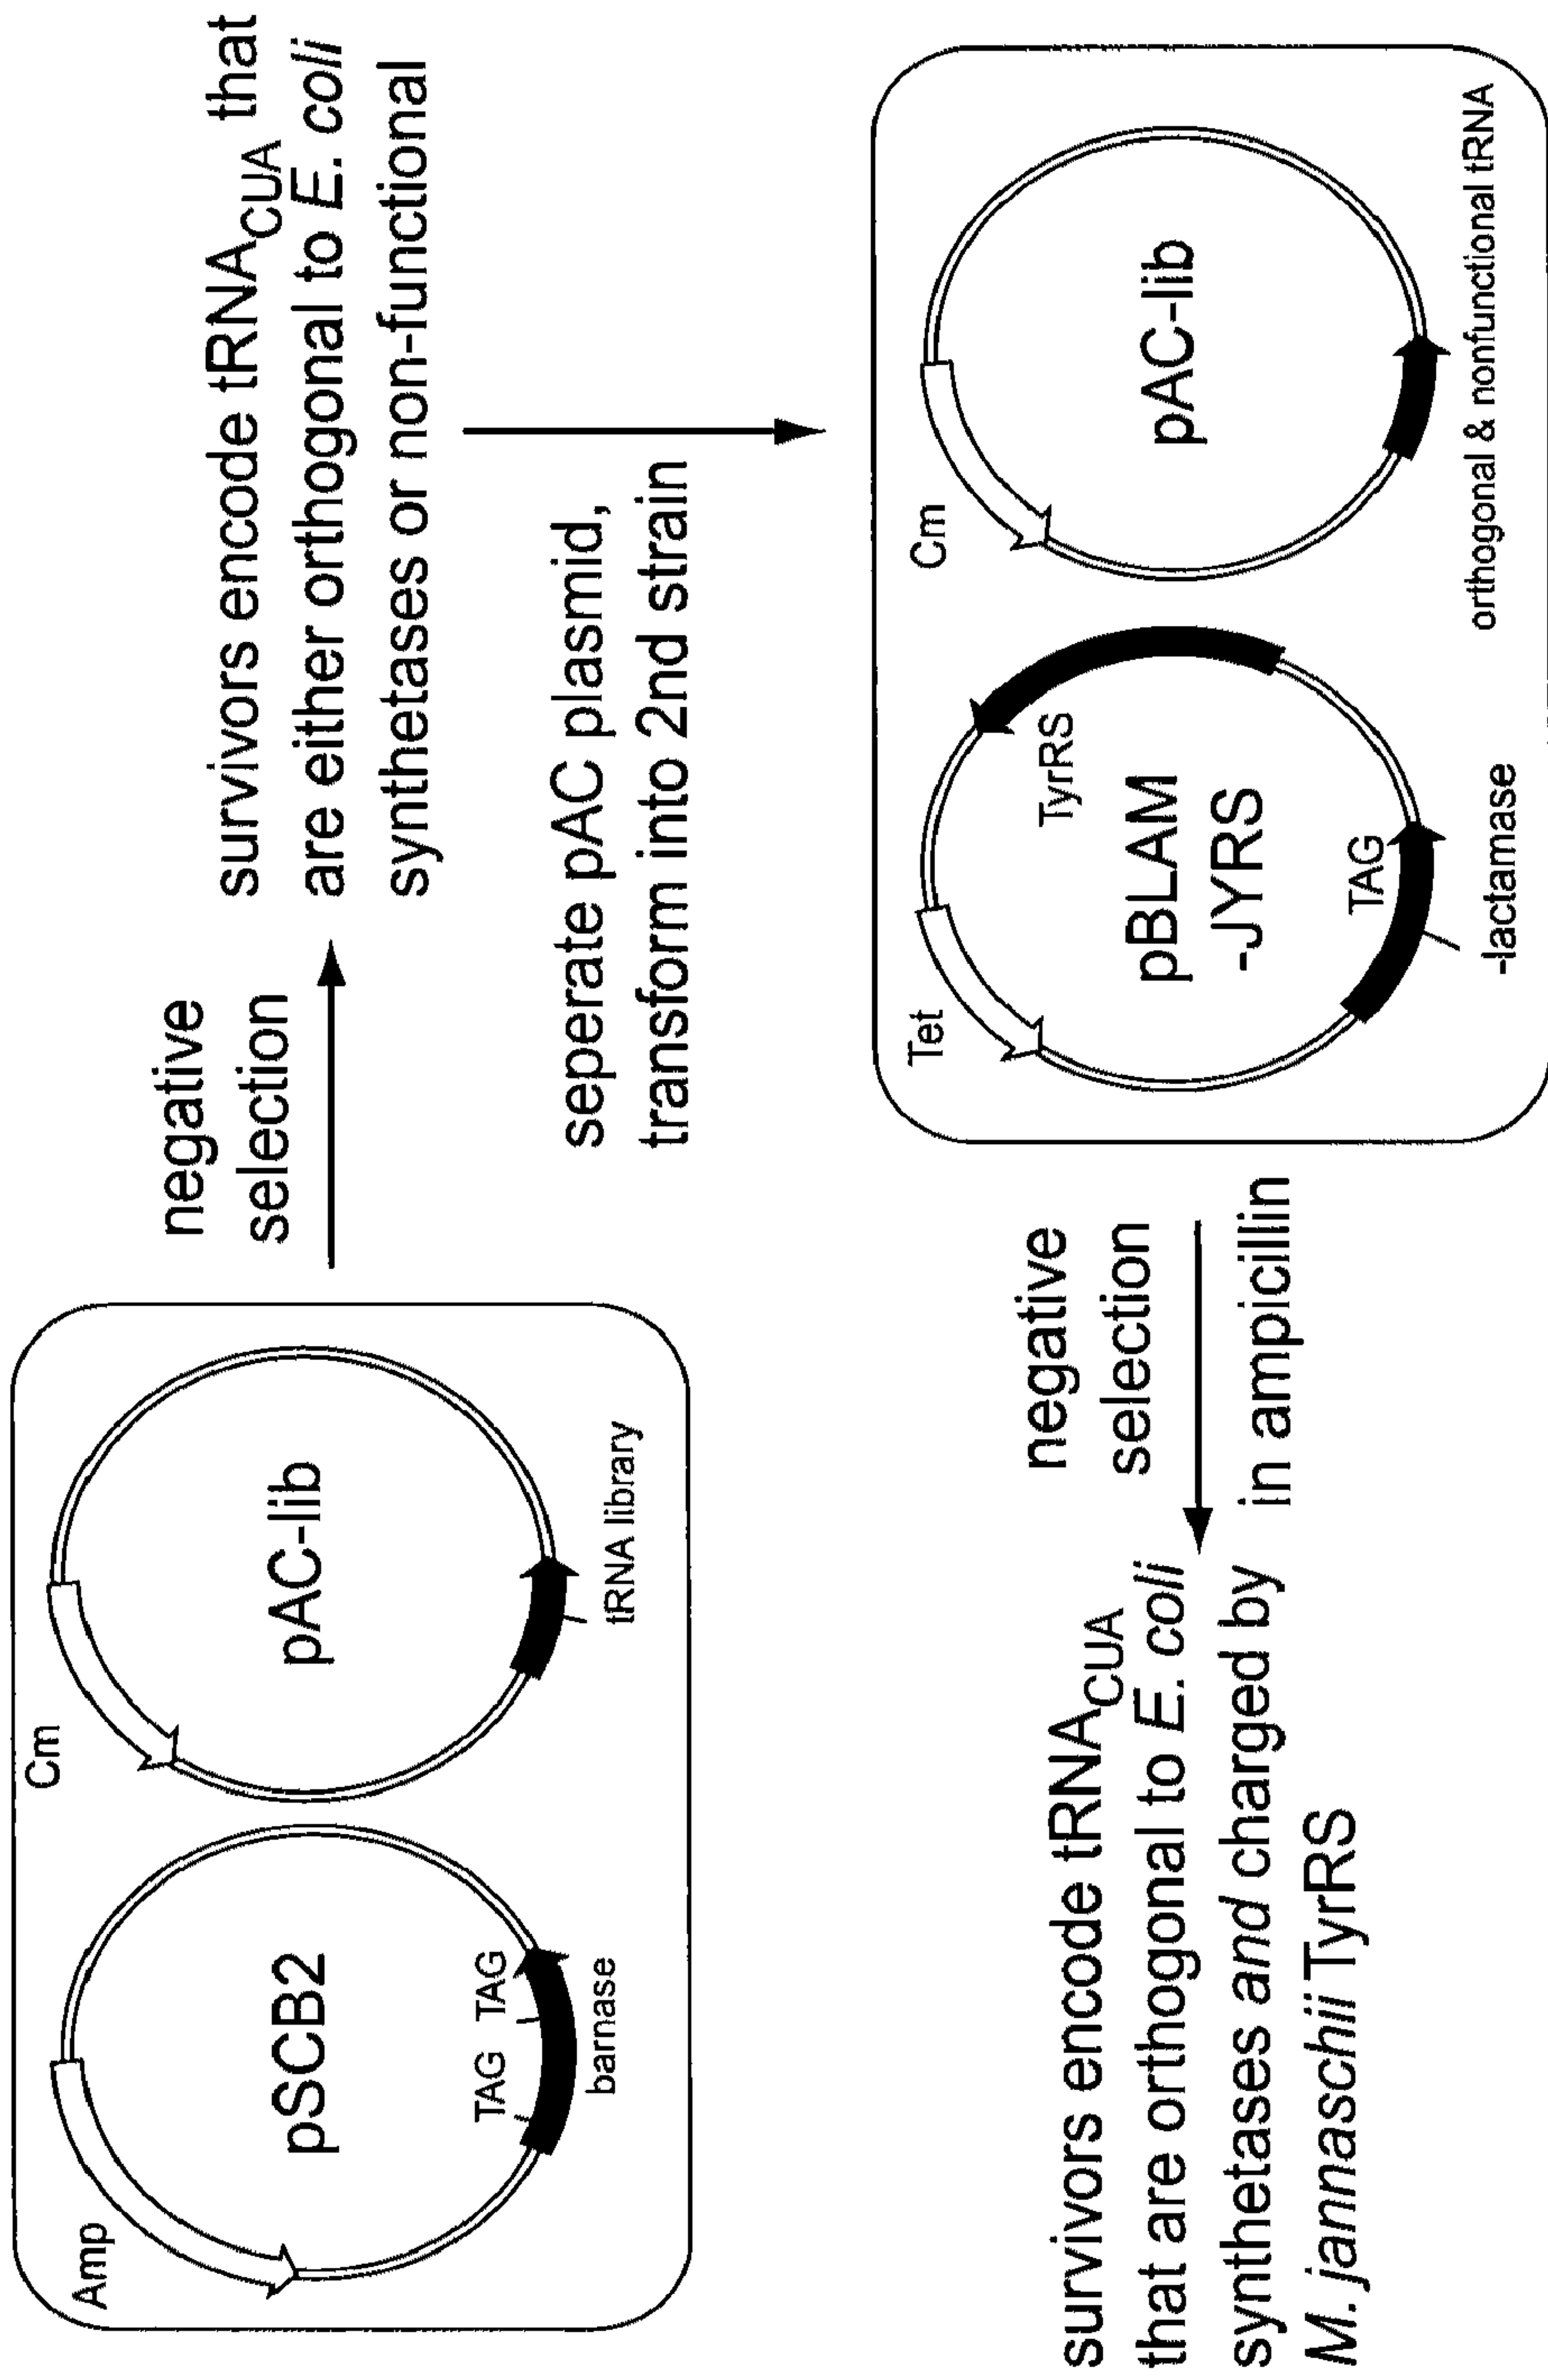 Amp
pSCB2
TAG TAG
barnase
Cm
pAC-lib
tRNA library
negative
selection
survivors encode tRNACUA that
are either orthogonal to E. coli
synthetases or non-functional
seperate pAC plasmid,
transform into 2nd strain
Tet
TyrRS
pBLAM
-JYRS
TAG
-lactamase
Cm
pAC-lib
orthogonal & nonfunctional tRNA
negative
selection
in ampicillin
survivors encode tRNACUA
that are orthogonal to E. coli
synthetases and charged by
M. jannaschii TyrRS